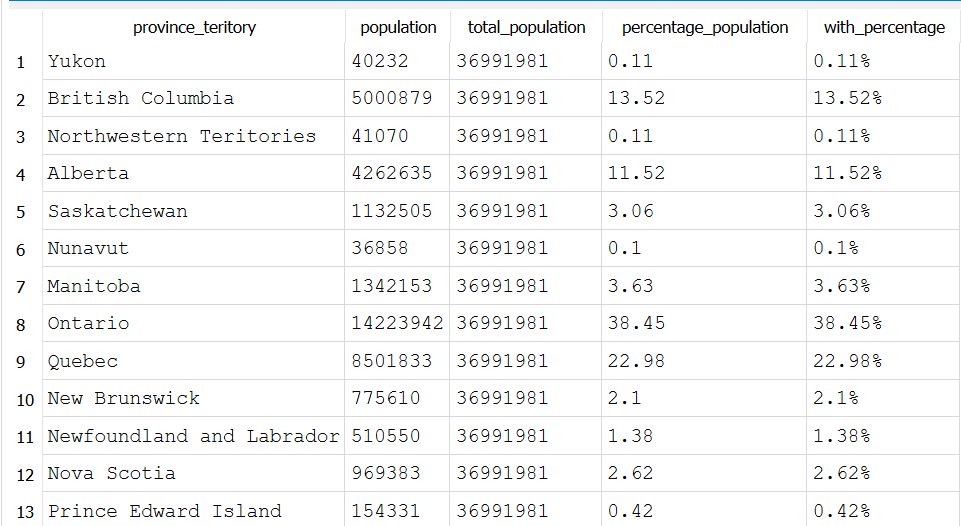 province_teritory population total_population percentage_population with_percentage
1 Yukon 40232 36991981 0.11 0.11%
2 British Columbia 5000879 36991981 13.52 13.52%
3 Northwestern Teritories 41070 36991981 0.11 0.11%
4 Alberta 4262635 36991981 11.52 11.52%
5 Saskatchewan 1132505 36991981 3.06 3.06%
6 Nunavut 36858 36991981 0.1 0.1%
7 Manitoba 1342153 36991981 3.63 3.63%
8 Ontario 14223942 36991981 38.45 38.45%
9 Quebec 8501833 36991981 22.98 22.98%
10 New Brunswick 775610 36991981 2.1 2.1%
11 Newfoundland and Labrador 510550 36991981 1.38 1.38%
12 Nova Scotia 969383 36991981 2.62 2.62%
13 Prince Edward Island 154331 36991981 0.42 0.42%